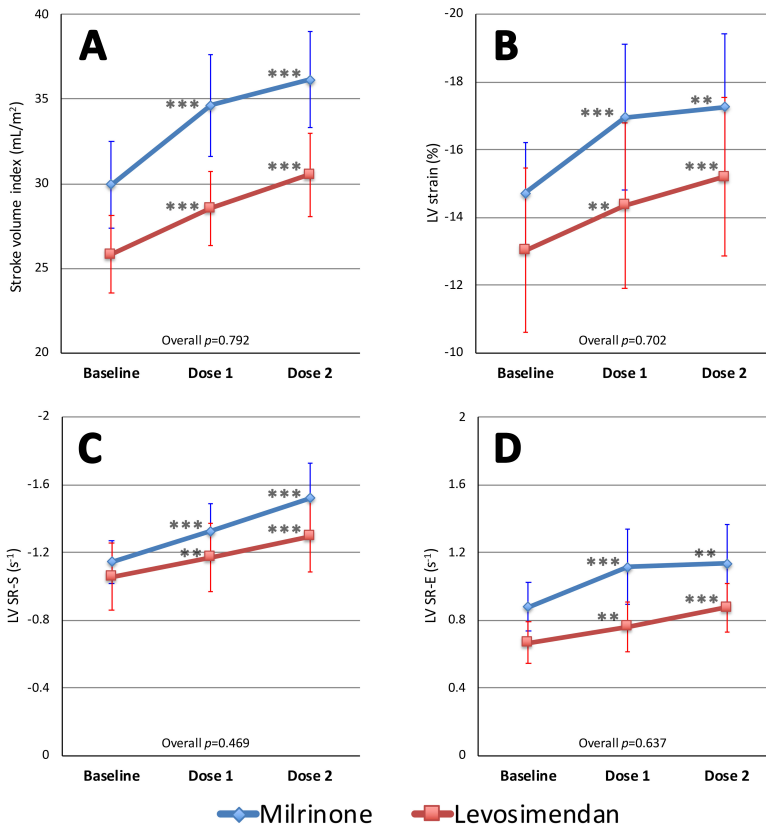 A
Stroke volume index (mL/m²)
40
35
30
25
20
***
***
***
***
Overall p=0.792
Baseline Dose 1 Dose 2
B
LV strain (%)
-20
-18
-16
-14
-12
-10
***
**
**
***
Overall p=0.702
Baseline Dose 1 Dose 2
C
LV SR-S (s⁻¹)
-2
-1.6
-1.2
-0.8
-0.4
0
***
***
**
***
Overall p=0.469
Baseline Dose 1 Dose 2
D
LV SR-E (s⁻¹)
2
1.6
1.2
0.8
0.4
0
***
**
**
***
Overall p=0.637
Baseline Dose 1 Dose 2
Milrinone Levosimendan